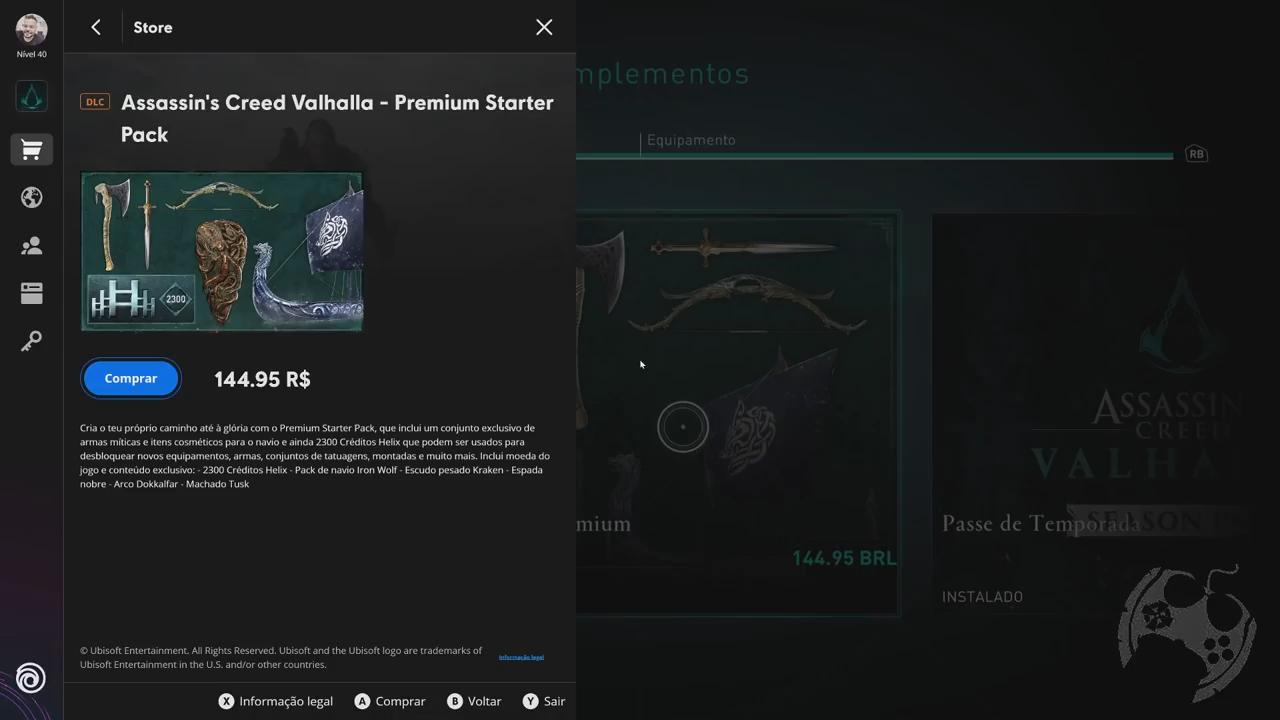 Store
Nível 40
DLC
Assassin's Creed Valhalla - Premium Starter
Pack
2300
Comprar
144.95 R$
Cria o teu próprio caminho até à glória com o Premium Starter Pack, que inclui um conjunto exclusivo de
armas míticas e itens cosméticos para o navio e ainda 2300 Créditos Helix que podem ser usados para
desbloquear novos equipamentos, armas, conjuntos de tatuagens, montadas e muito mais. Inclui moeda do
jogo e conteúdo exclusivo: - 2300 Créditos Helix - Pack de navio Iron Wolf - Escudo pesado Kraken - Espada
nobre - Arco Dokkalfar - Machado Tusk
© Ubisoft Entertainment. All Rights Reserved. Ubisoft and the Ubisoft logo are trademarks of
Ubisoft Entertainment in the U.S. and/or other countries.
Informação legal
X Informação legal
A Comprar
B Voltar
Y Sair
mplementos
Equipamento
RB
mium
144.95 BRL
ASSASSIN
CREED
VALHA
Passe de Temporada
SEASON
INSTALADO